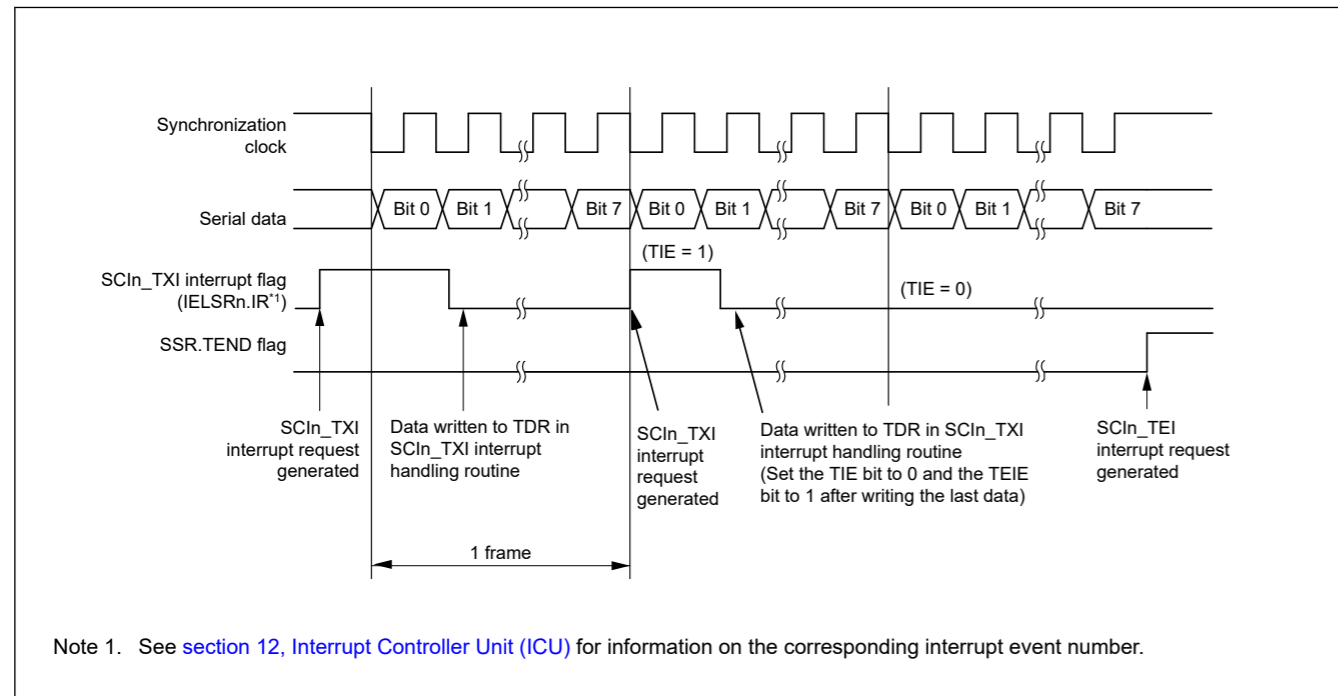 Synchronization
clock
Serial data
Bit 0 Bit 1 Bit 7 Bit 0 Bit 1 Bit 7 Bit 0 Bit 1 Bit 7
(TIE = 1)
SCIn_TXI interrupt flag
(IELSRn.IR*1)
(TIE = 0)
SSR.TEND flag
SCIn_TXI
interrupt request
generated
Data written to TDR in
SCIn_TXI interrupt
handling routine
SCIn_TXI
interrupt
request
generated
Data written to TDR in SCIn_TXI
interrupt handling routine
(Set the TIE bit to 0 and the TEIE
bit to 1 after writing the last data)
SCIn_TEI
interrupt request
generated
1 frame
Note 1. See section 12, Interrupt Controller Unit (ICU) for information on the corresponding interrupt event number.